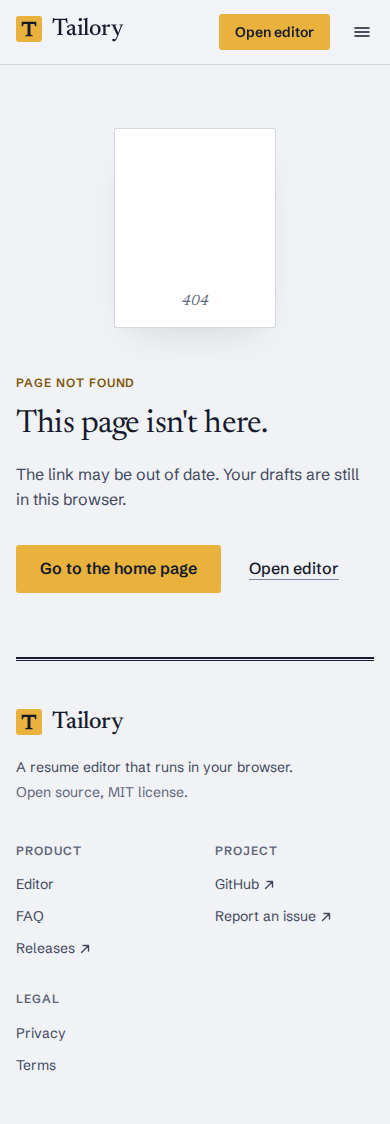 T Tailory
Open editor
404
PAGE NOT FOUND
This page isn't here.
The link may be out of date. Your drafts are still
in this browser.
Go to the home page
Open editor
T Tailory
A resume editor that runs in your browser.
Open source, MIT license.
PRODUCT
Editor
FAQ
Releases ↗
PROJECT
GitHub ↗
Report an issue ↗
LEGAL
Privacy
Terms